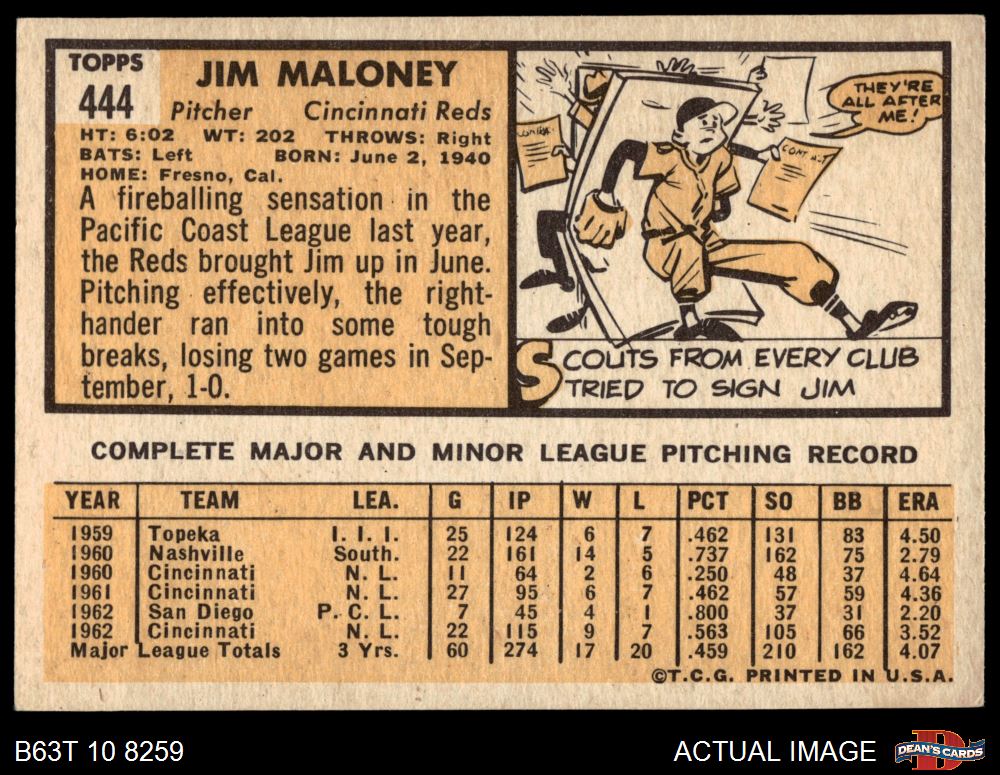 TOPPS
444
JIM MALONEY
Pitcher Cincinnati Reds
HT: 6:02 WT: 202 THROWS: Right
BATS: Left BORN: June 2, 1940
HOME: Fresno, Cal.
A fireballing sensation in the
Pacific Coast League last year,
the Reds brought Jim up in June.
Pitching effectively, the right-
hander ran into some tough
breaks, losing two games in Sep-
tember, 1-0.
THEY'RE
ALL AFTER
ME!
SCOUTS FROM EVERY CLUB
TRIED TO SIGN JIM
COMPLETE MAJOR AND MINOR LEAGUE PITCHING RECORD
YEAR TEAM LEA. G IP W L PCT SO BB ERA
1959 Topeka I. I. I. 25 124 6 7 .462 131 83 4.50
1960 Nashville South. 22 161 14 5 .737 162 75 2.79
1960 Cincinnati N. L. 11 64 2 6 .250 48 37 4.64
1961 Cincinnati N. L. 27 95 6 7 .462 57 59 4.36
1962 San Diego P. C. L. 7 45 4 1 .800 37 31 2.20
1962 Cincinnati N. L. 22 115 9 7 .563 105 66 3.52
Major League Totals 3 Yrs. 60 274 17 20 .459 210 162 4.07
©T.C.G. PRINTED IN U.S.A.
B63T 10 8259
ACTUAL IMAGE
DEAN'S CARDS